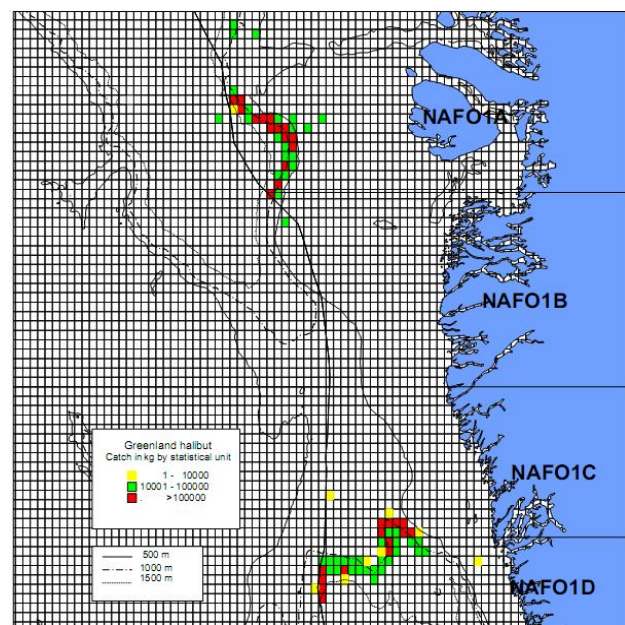 NAFO1A
NAFO1B
Greenland halibut
Catch in kg by statistical unit
1 - 10000
10001 - 100000
. >100000
NAFO1C
500 m
1000 m
1500 m
NAFO1D